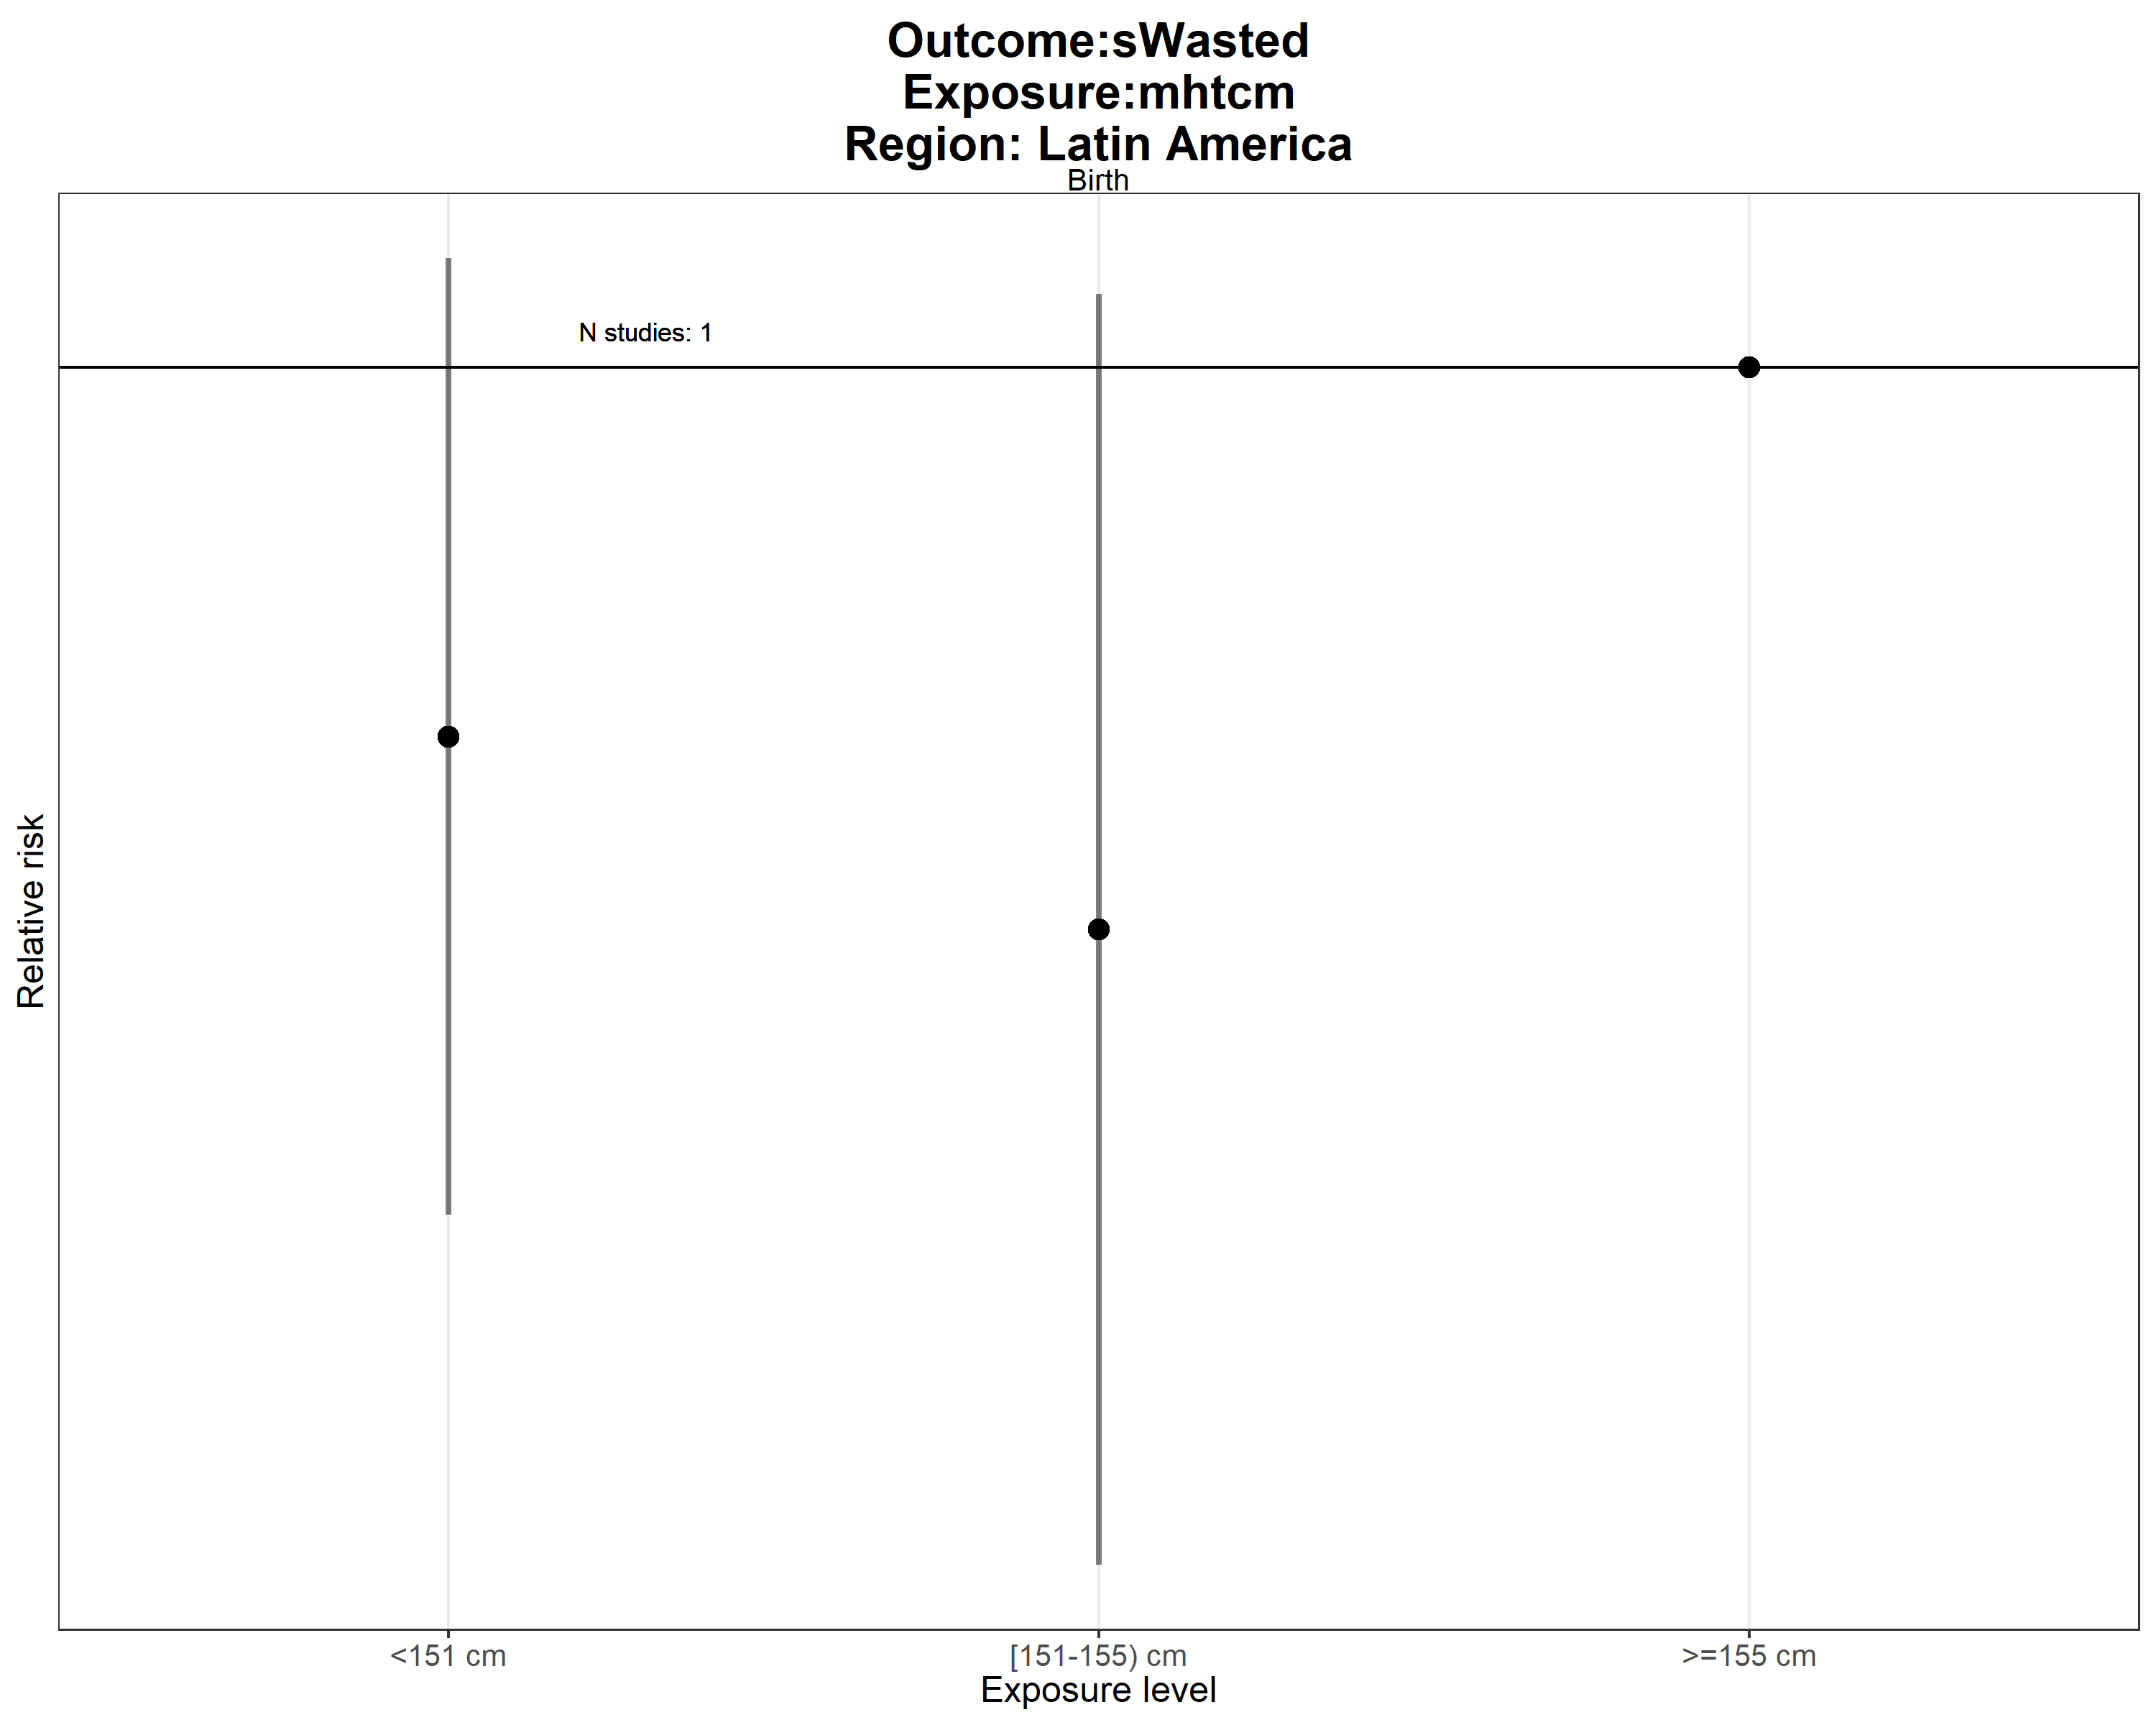 Outcome:sWasted
Exposure:mhtcm
Region: Latin America
Birth
N studies: 1
Relative risk
<151 cm
[151-155) cm
>=155 cm
Exposure level